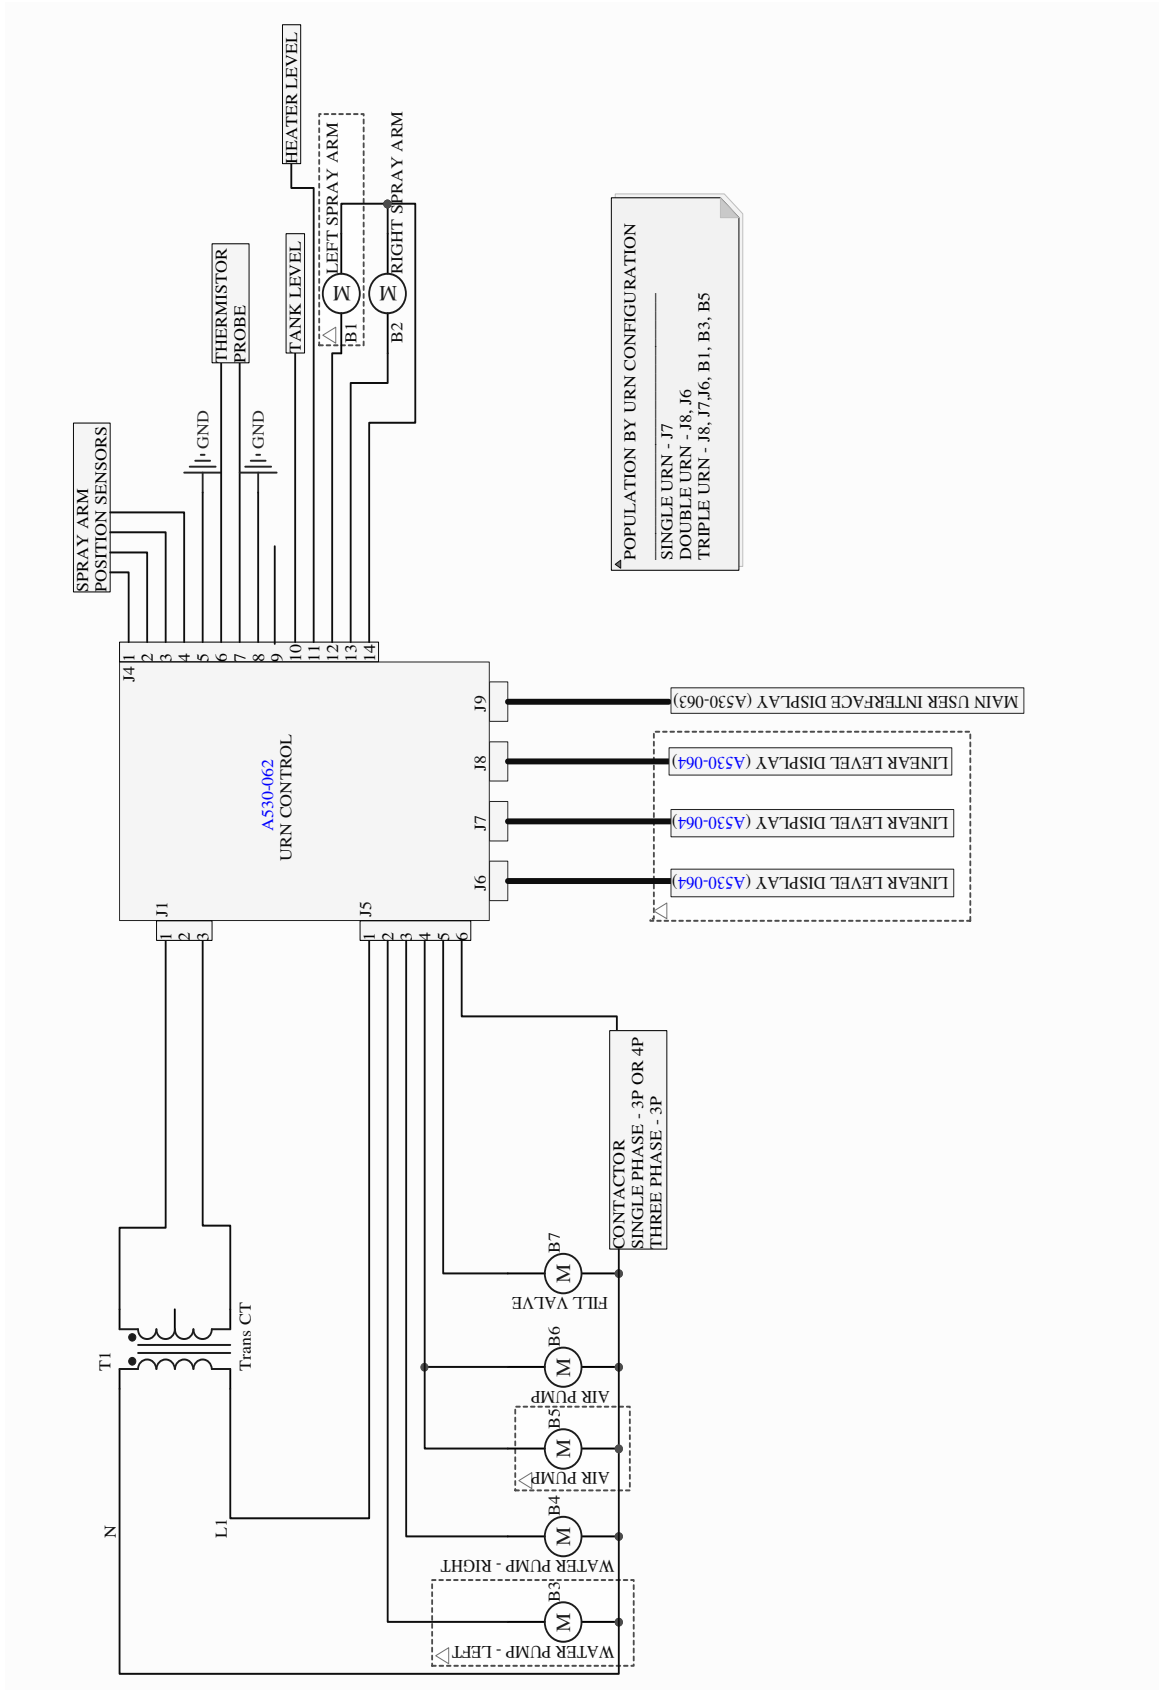 HEATER LEVEL
LEFT SPRAY ARM
RIGHT SPRAY ARM
THERMISTOR
PROBE
TANK LEVEL
M
M
B1
B2
SPRAY ARM
POSITION SENSORS
GND
GND
POPULATION BY URN CONFIGURATION
SINGLE URN - J7
DOUBLE URN - J8, J6
TRIPLE URN - J8, J7,J6, B1, B3, B5
J4
1
2
3
4
5
6
7
8
9
10
11
12
13
14
A530-062
URN CONTROL
J9
J8
J7
J6
MAIN USER INTERFACE DISPLAY (A530-063)
LINEAR LEVEL DISPLAY (A530-064)
LINEAR LEVEL DISPLAY (A530-064)
LINEAR LEVEL DISPLAY (A530-064)
J1
1
2
3
J5
1
2
3
4
5
6
CONTACTOR
SINGLE PHASE - 3P OR 4P
THREE PHASE - 3P
T1
Trans CT
N
L1
B7
M
FILL VALVE
B6
M
AIR PUMP
B5
M
AIR PUMP
B4
M
WATER PUMP - RIGHT
B3
M
WATER PUMP - LEFT